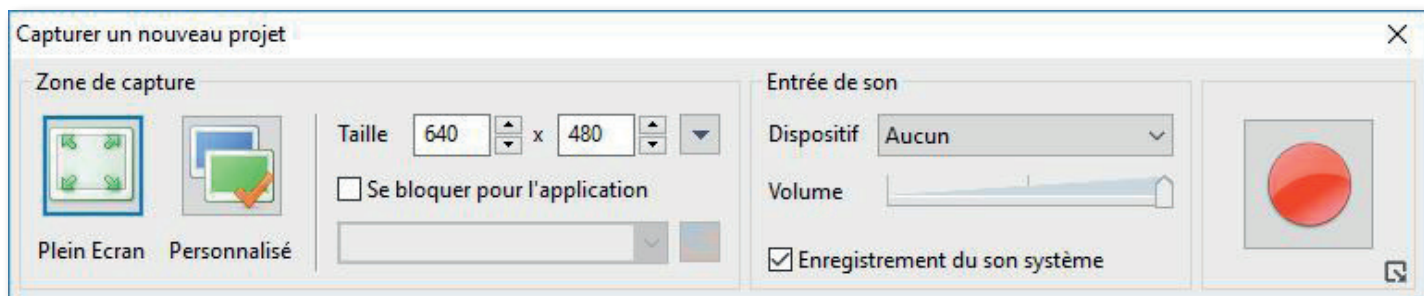 Capturer un nouveau projet
Zone de capture
Taille 640 x 480
Se bloquer pour l'application
Plein Ecran Personnalisé
Entrée de son
Dispositif Aucun
Volume
Enregistrement du son système